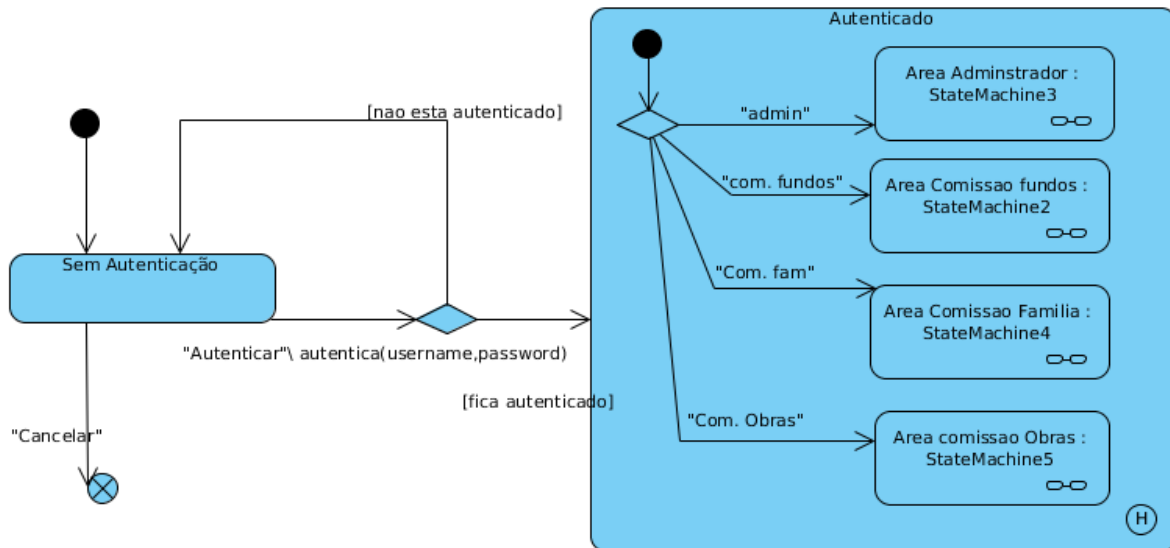 Autenticado
Area Adminstrador :
StateMachine3
[nao esta autenticado]
"admin"
Area Comissao fundos :
StateMachine2
"com. fundos"
Sem Autenticação
"Com. fam"
Area Comissao Familia :
StateMachine4
"Autenticar"\ autentica(username,password)
[fica autenticado]
"Com. Obras"
Area comissao Obras :
StateMachine5
"Cancelar"
H